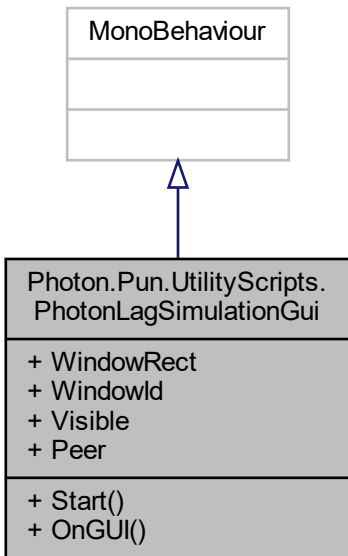 MonoBehaviour
Photon.Pun.UtilityScripts.
PhotonLagSimulationGui
+ WindowRect
+ WindowId
+ Visible
+ Peer
+ Start()
+ OnGUI()